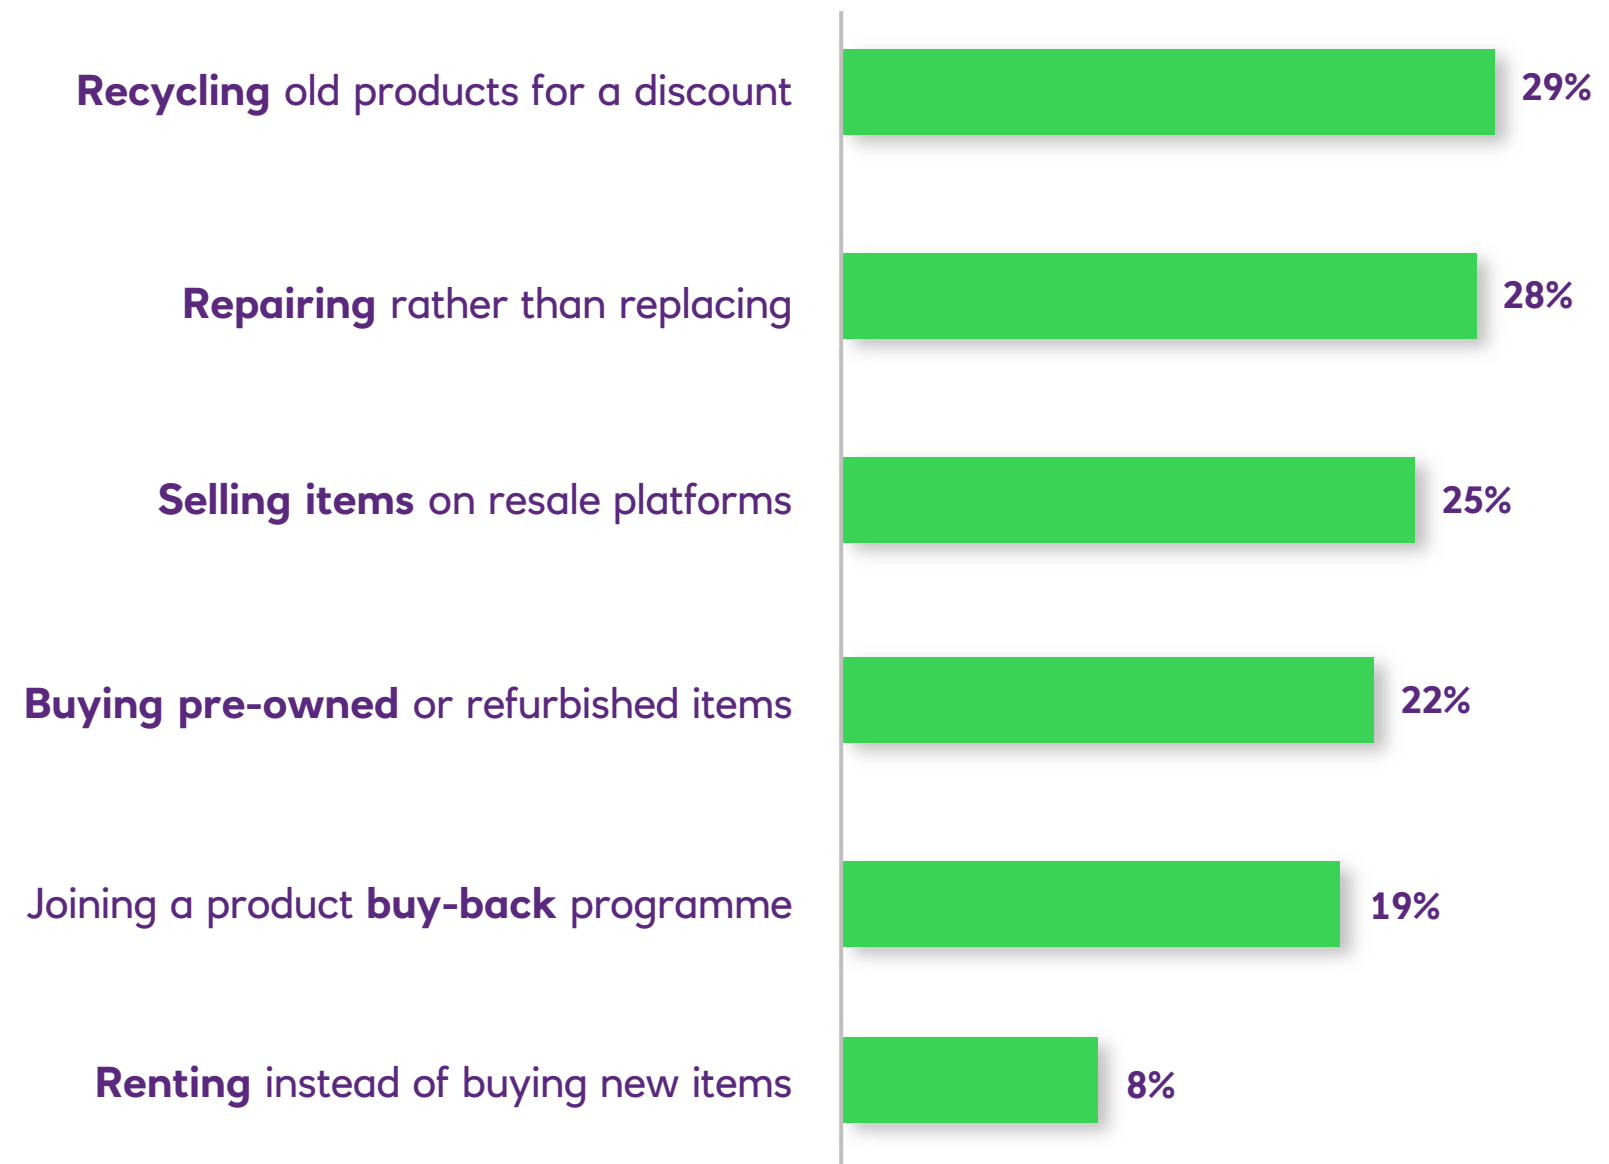 Recycling old products for a discount
29%
Repairing rather than replacing
28%
Selling items on resale platforms
25%
Buying pre-owned or refurbished items
22%
Joining a product buy-back programme
19%
Renting instead of buying new items
8%